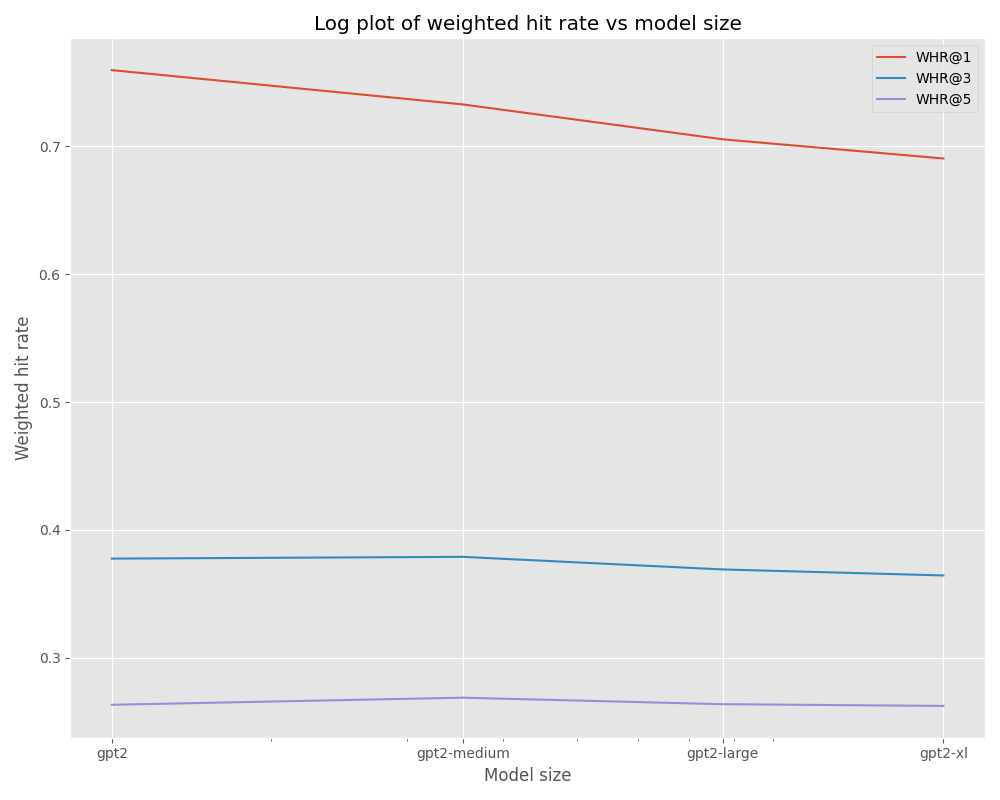 Log plot of weighted hit rate vs model size
WHR@1
WHR@3
WHR@5
Weighted hit rate
0.7
0.6
0.5
0.4
0.3
gpt2 gpt2-medium gpt2-large gpt2-xl
Model size